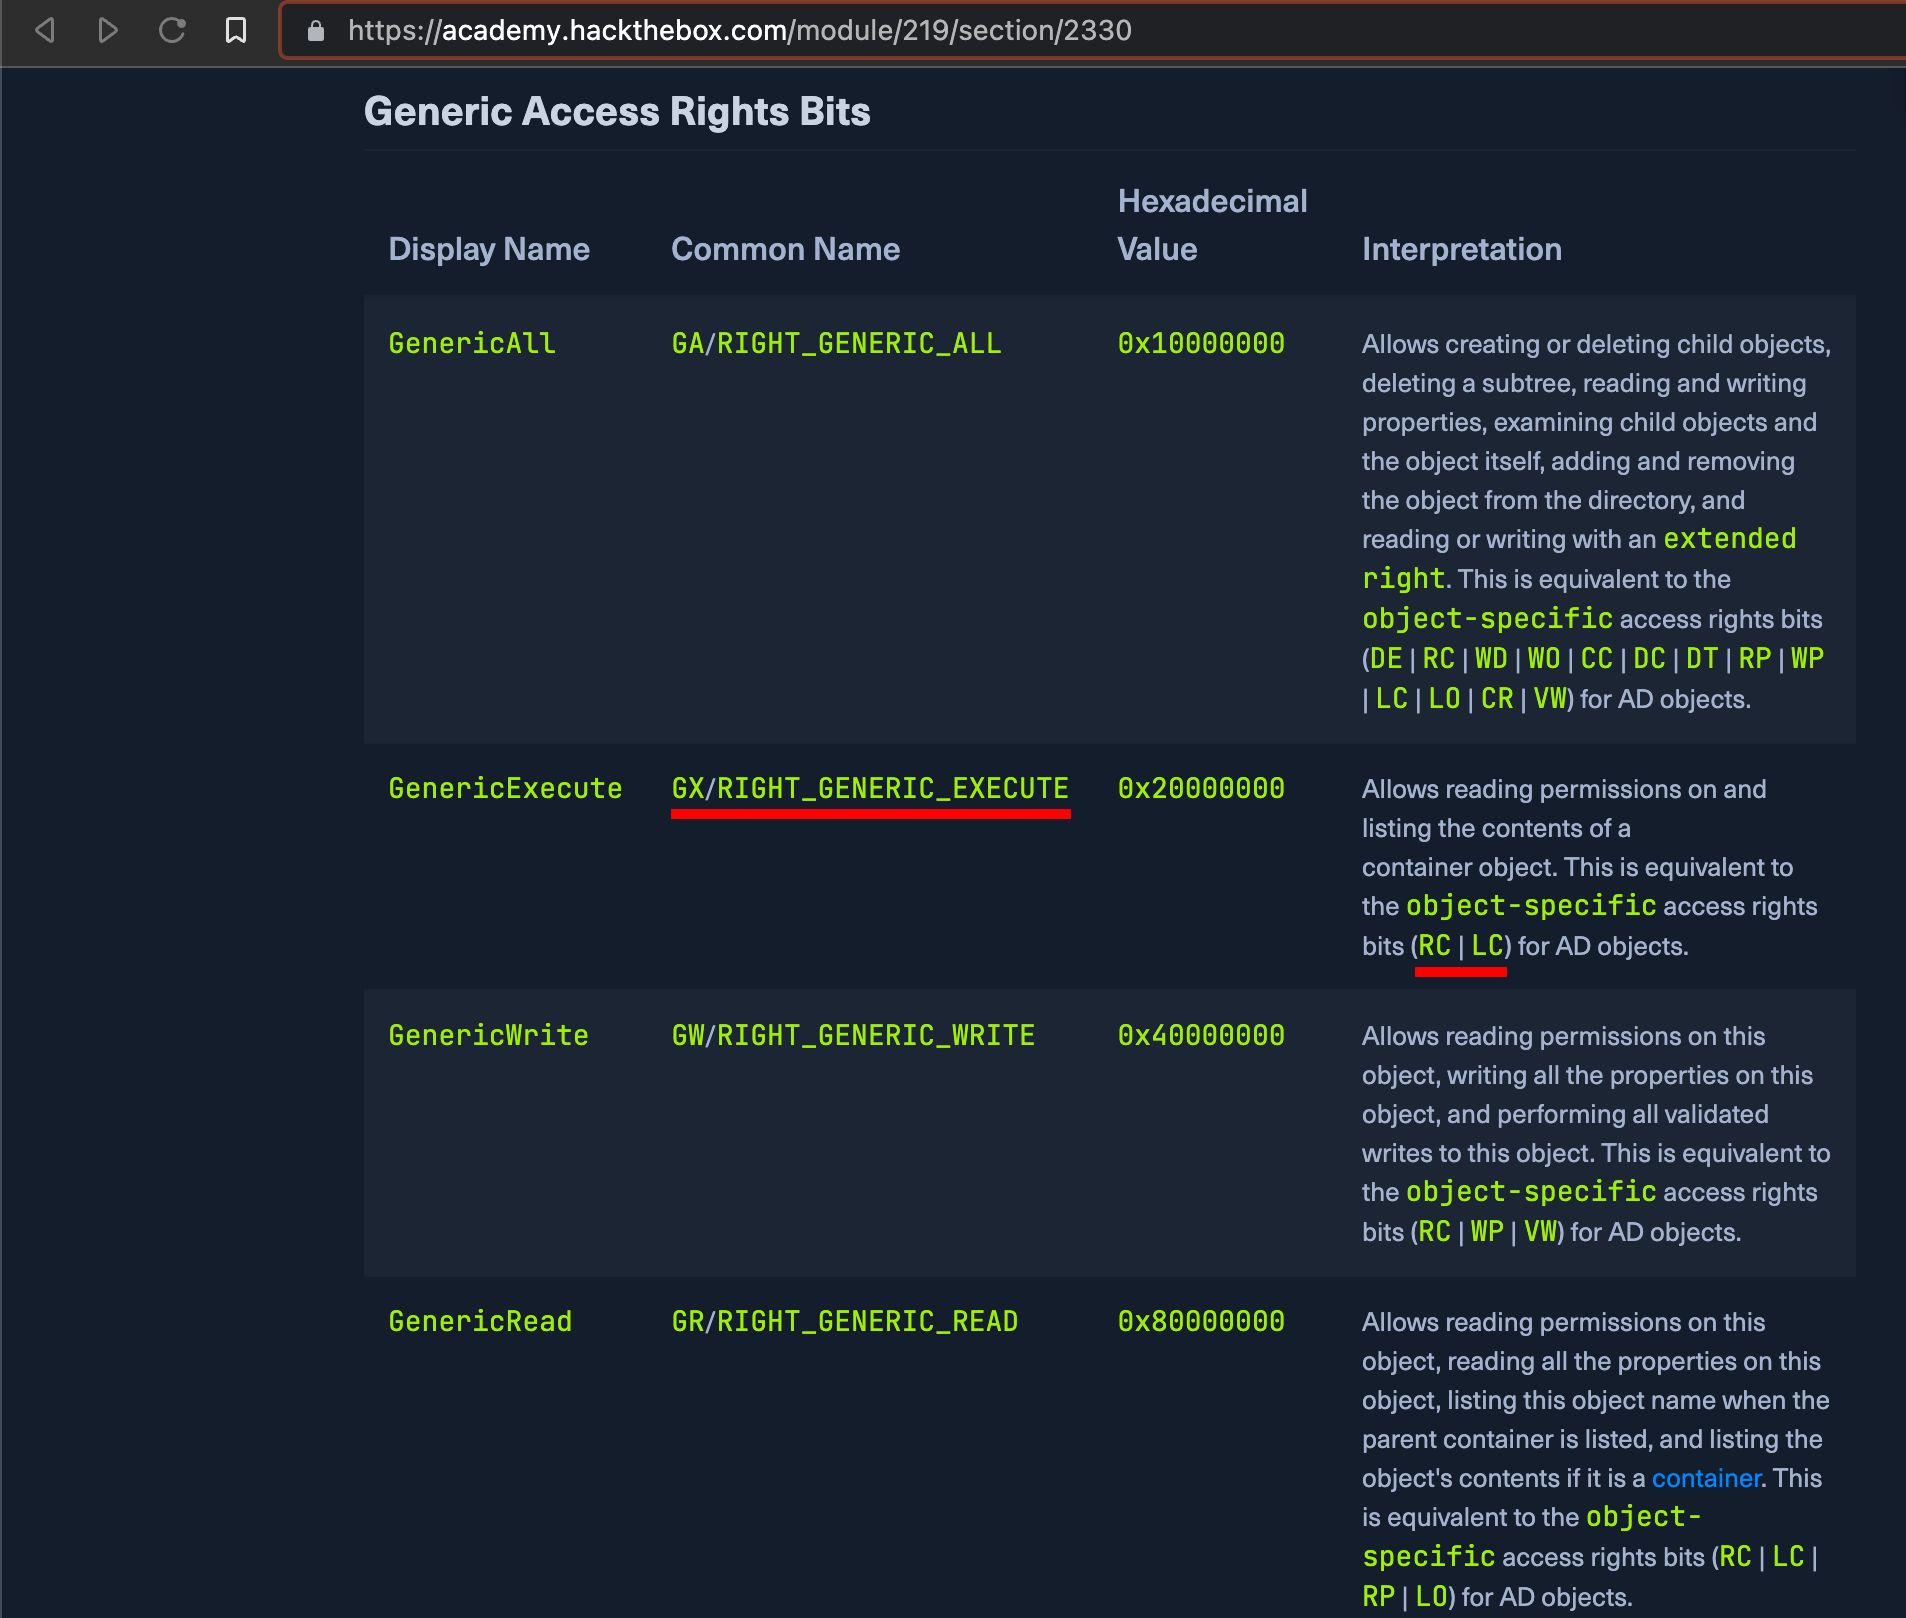 https://academy.hackthebox.com/module/219/section/2330
Generic Access Rights Bits
Display Name
Common Name
Hexadecimal
Value
Interpretation
GenericAll
GA/RIGHT_GENERIC_ALL
0x10000000
Allows creating or deleting child objects,
deleting a subtree, reading and writing
properties, examining child objects and
the object itself, adding and removing
the object from the directory, and
reading or writing with an extended
right. This is equivalent to the
object-specific access rights bits
(DE | RC | WD | WO | CC | DC | DT | RP | WP
| LC | LO | CR | VW) for AD objects.
GenericExecute
GX/RIGHT_GENERIC_EXECUTE
0x20000000
Allows reading permissions on and
listing the contents of a
container object. This is equivalent to
the object-specific access rights
bits (RC | LC) for AD objects.
GenericWrite
GW/RIGHT_GENERIC_WRITE
0x40000000
Allows reading permissions on this
object, writing all the properties on this
object, and performing all validated
writes to this object. This is equivalent to
the object-specific access rights
bits (RC | WP | VW) for AD objects.
GenericRead
GR/RIGHT_GENERIC_READ
0x80000000
Allows reading permissions on this
object, reading all the properties on this
object, listing this object name when the
parent container is listed, and listing the
object's contents if it is a container. This
is equivalent to the object-
specific access rights bits (RC | LC |
RP | LO) for AD objects.